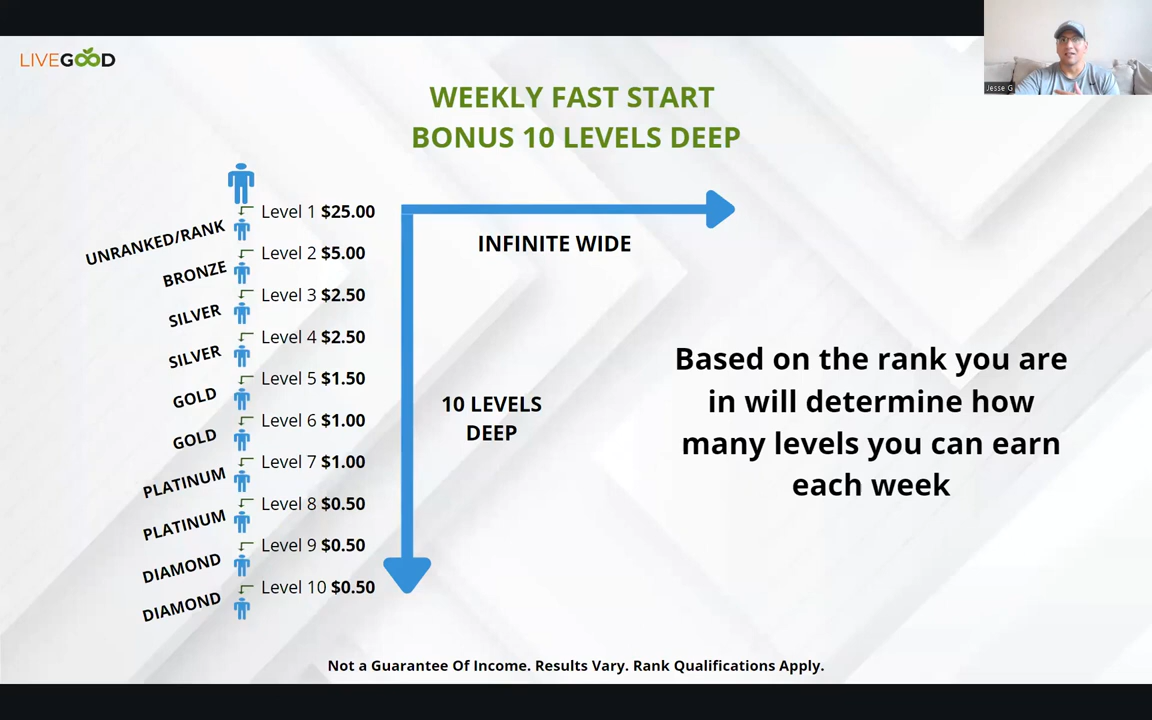 LIVEGOOD
Jesse G
WEEKLY FAST START
BONUS 10 LEVELS DEEP
Level 1 $25.00
UNRANKED/RANK
Level 2 $5.00
BRONZE
Level 3 $2.50
SILVER
Level 4 $2.50
SILVER
Level 5 $1.50
GOLD
Level 6 $1.00
GOLD
Level 7 $1.00
PLATINUM
Level 8 $0.50
PLATINUM
Level 9 $0.50
DIAMOND
Level 10 $0.50
DIAMOND
INFINITE WIDE
10 LEVELS
DEEP
Based on the rank you are
in will determine how
many levels you can earn
each week
Not a Guarantee Of Income. Results Vary. Rank Qualifications Apply.